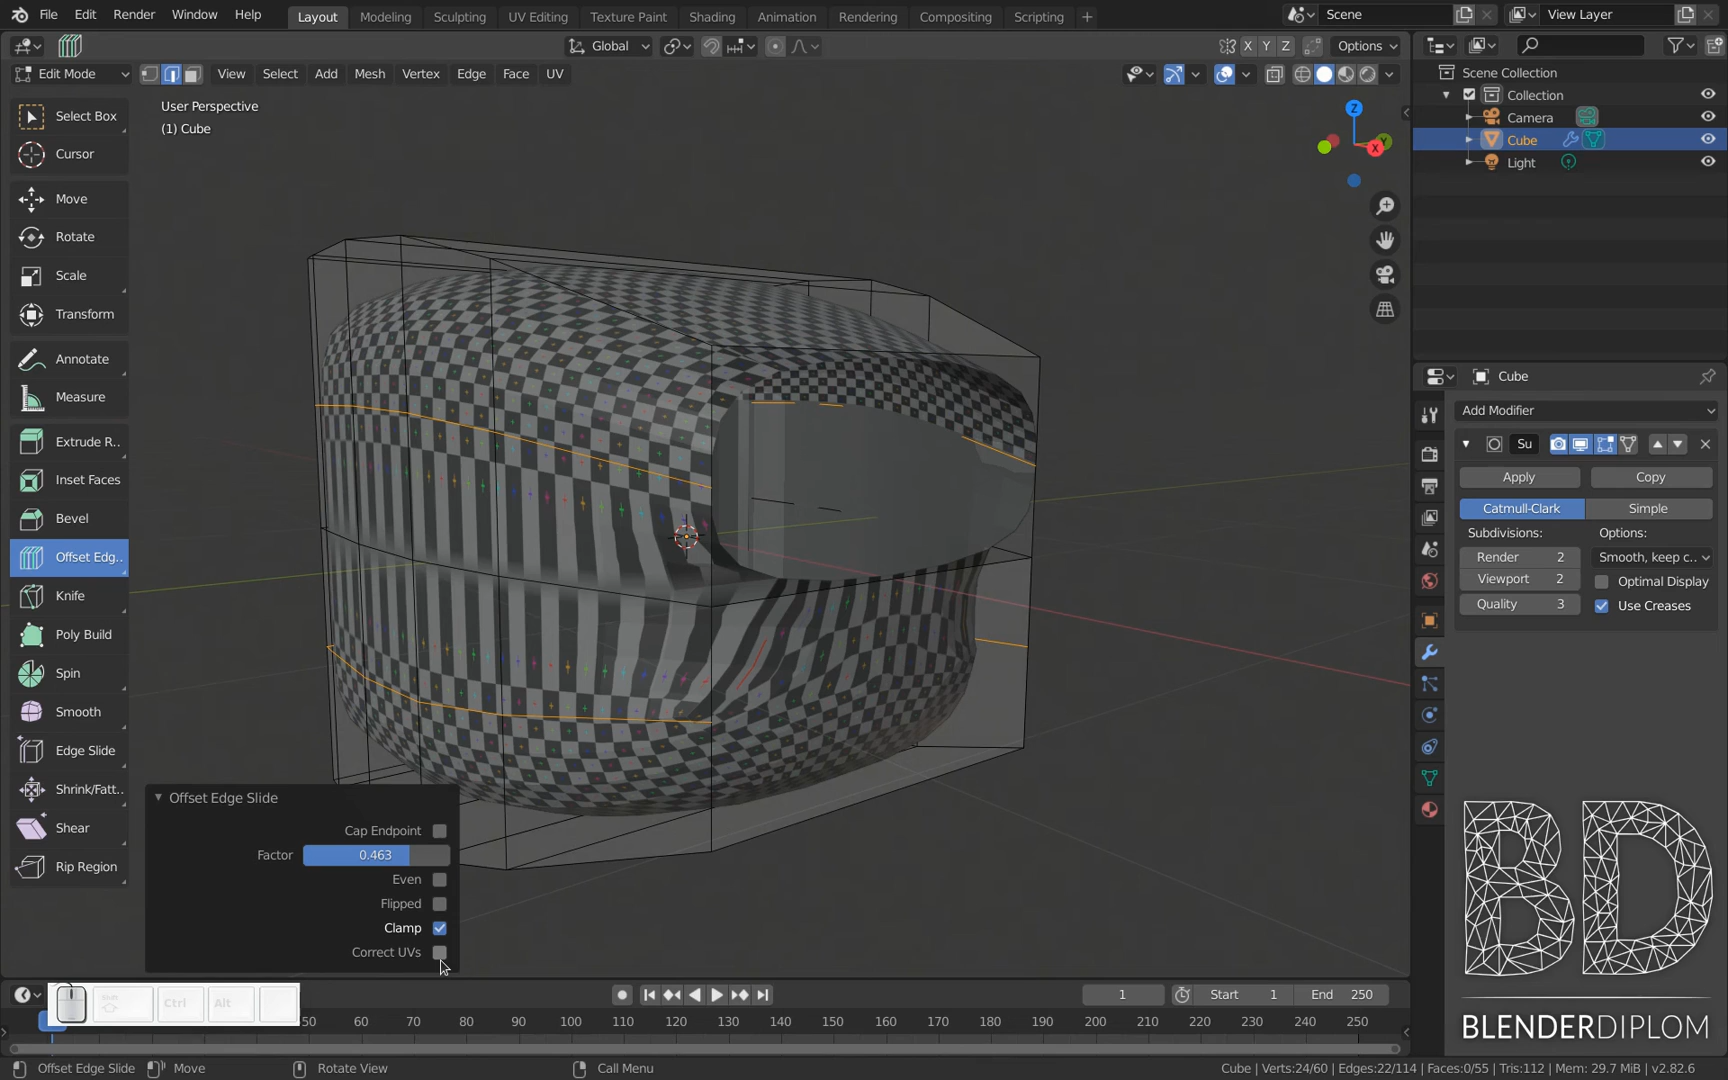 File Edit Render Window Help
Layout Modeling Sculpting UV Editing Texture Paint Shading Animation Rendering Compositing Scripting +
Scene View Layer
Global X Y Z Options
Edit Mode View Select Add Mesh Vertex Edge Face UV
User Perspective
(1) Cube
Z
Y
X
Select Box
Cursor
Move
Rotate
Scale
Transform
Annotate
Measure
Extrude R..
Inset Faces
Bevel
Offset Edg..
Knife
Poly Build
Spin
Smooth
Edge Slide
Shrink/Fatt..
Shear
Rip Region
Offset Edge Slide
Cap Endpoint
Factor 0.463
Even
Flipped
Clamp
Correct UVs
Scene Collection
Collection
Camera
Cube
Light
Cube
Add Modifier
Su
Apply Copy
Catmull-Clark Simple
Subdivisions: Options:
Render 2 Smooth, keep c..
Viewport 2 Optimal Display
Quality 3 Use Creases
BD
BLENDERDIPLOM
Shift Ctrl Alt
1 Start 1 End 250
50 60 70 80 90 100 110 120 130 140 150 160 170 180 190 200 210 220 230 240 250
Offset Edge Slide Move Rotate View Call Menu
Cube | Verts:24/60 | Edges:22/114 | Faces:0/55 | Tris:112 | Mem: 29.7 MiB | v2.82.6